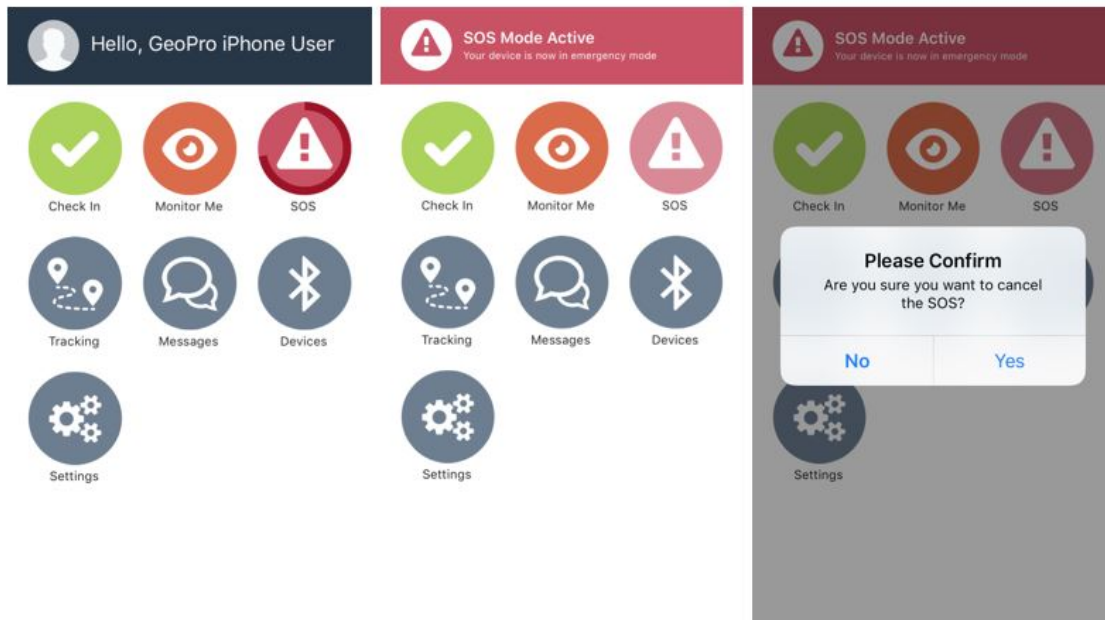 Hello, GeoPro iPhone User
Check In
Monitor Me
SOS
Tracking
Messages
Devices
Settings
SOS Mode Active
Your device is now in emergency mode
Check In
Monitor Me
SOS
Tracking
Messages
Devices
Settings
SOS Mode Active
Your device is now in emergency mode
Check In
Monitor Me
SOS
Please Confirm
Are you sure you want to cancel
the SOS?
No
Yes
Settings